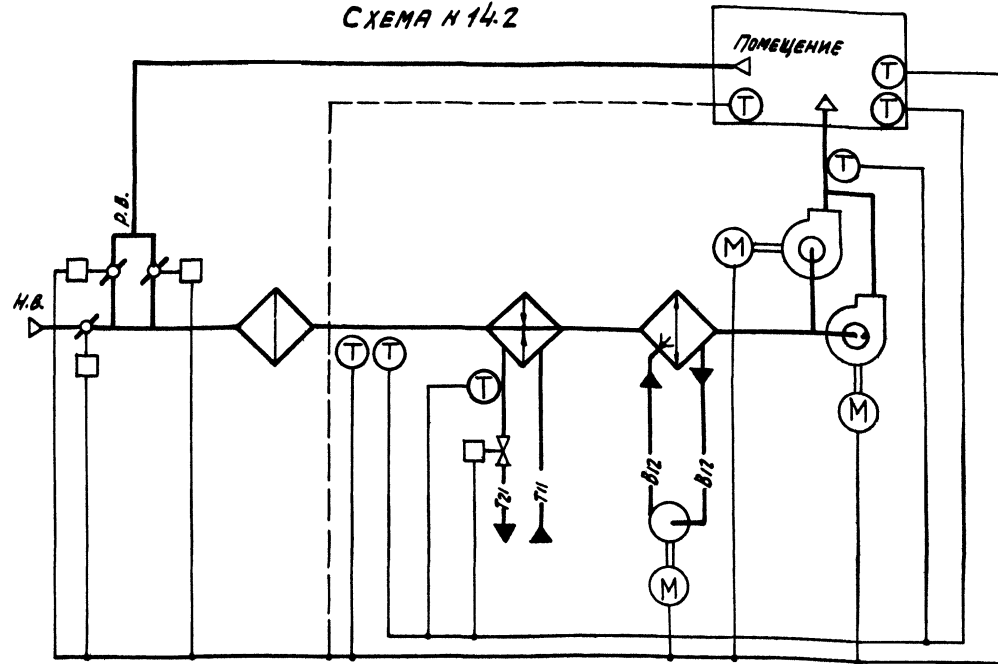 СХЕМА N 14.2
ПОМЕЩЕНИЕ
Т
Т
Т
Р.В.
Т
М
Н.В.
Т
Т
Т
М
В12
В12
Т21
Т11
М